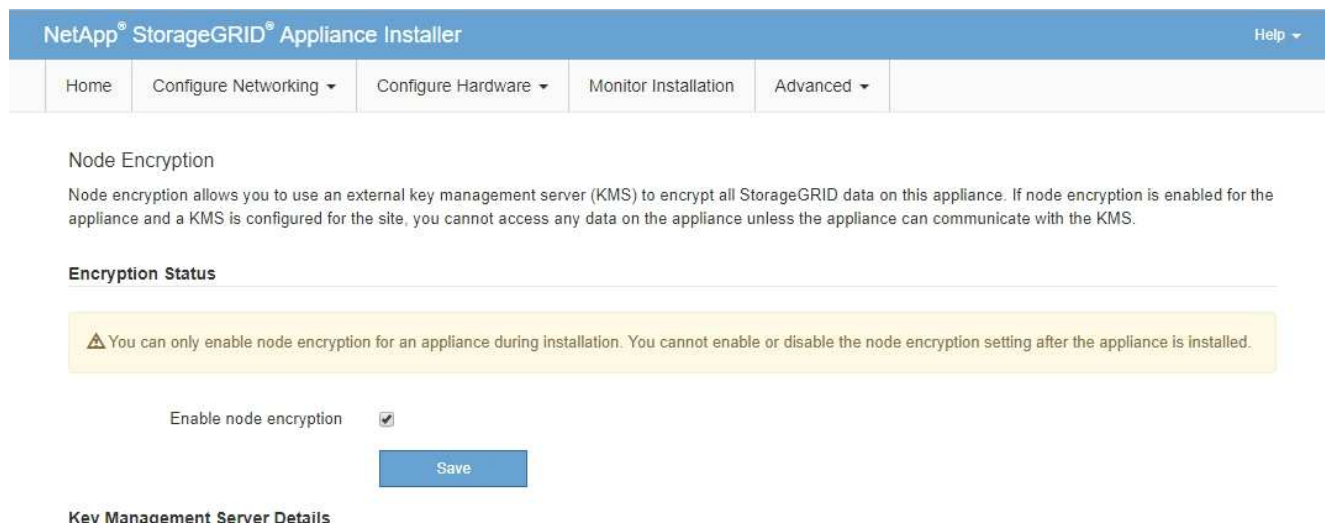 NetApp® StorageGRID® Appliance Installer
Help
Home
Configure Networking
Configure Hardware
Monitor Installation
Advanced
Node Encryption
Node encryption allows you to use an external key management server (KMS) to encrypt all StorageGRID data on this appliance. If node encryption is enabled for the
appliance and a KMS is configured for the site, you cannot access any data on the appliance unless the appliance can communicate with the KMS.
Encryption Status
You can only enable node encryption for an appliance during installation. You cannot enable or disable the node encryption setting after the appliance is installed.
Enable node encryption
Save
Key Management Server Details